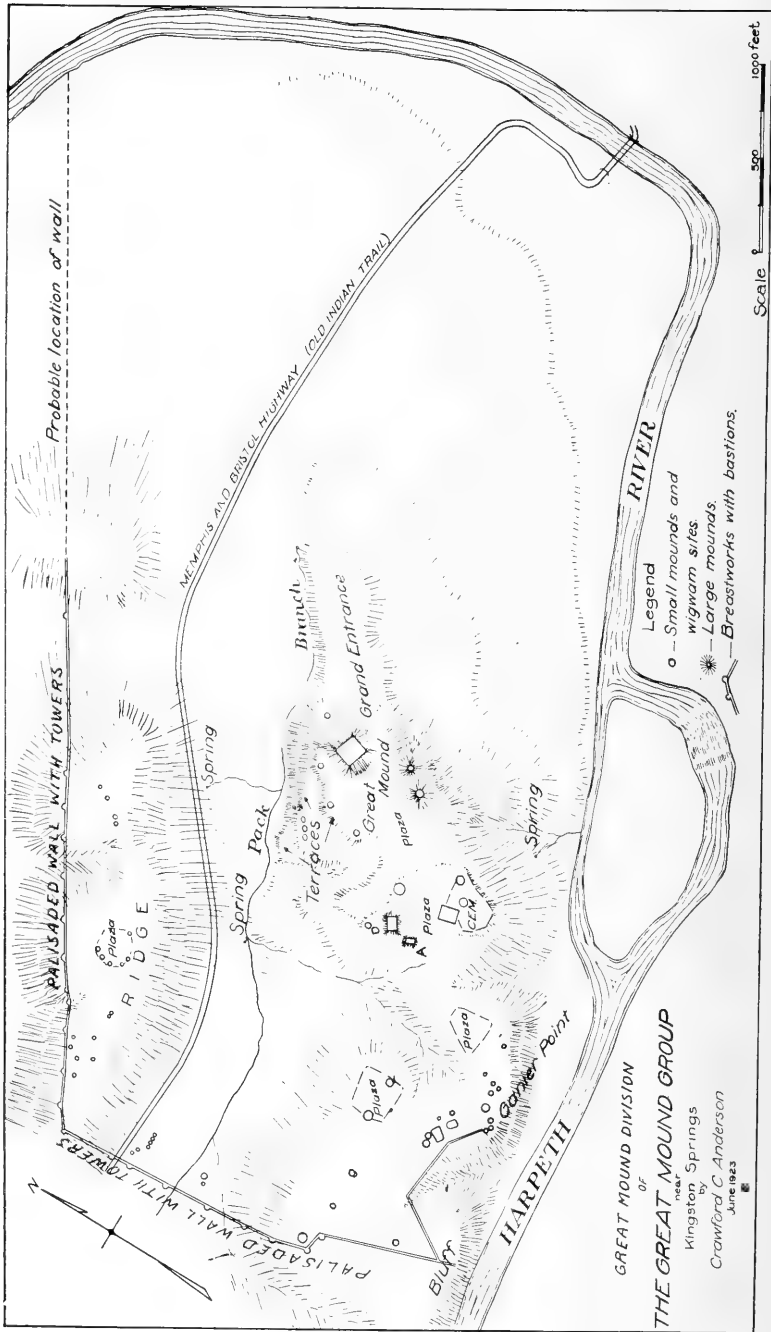 PALISADED WALL WITH TOWERS
Probable location of wall
MEMPHIS AND BRISTOL HIGHWAY (OLD INDIAN TRAIL)
RIDGE
Plaza
Spring
Spring
Pack
Branch
Terraces
Great
Mound
Grand Entrance
Plaza
Plaza
A
CEM.
Spring
Plaza
Plaza
Ganier Point
Bluff
PALISADED WALL WITH TOWERS
N
HARPETH
RIVER
GREAT MOUND DIVISION
OF
THE GREAT MOUND GROUP
near
Kingston Springs
by
Crawford C Anderson
June 1923
Legend
o – Small mounds and
wigwam sites.
– Large mounds.
– Breastworks with bastions.
Scale
0 500 1000 feet